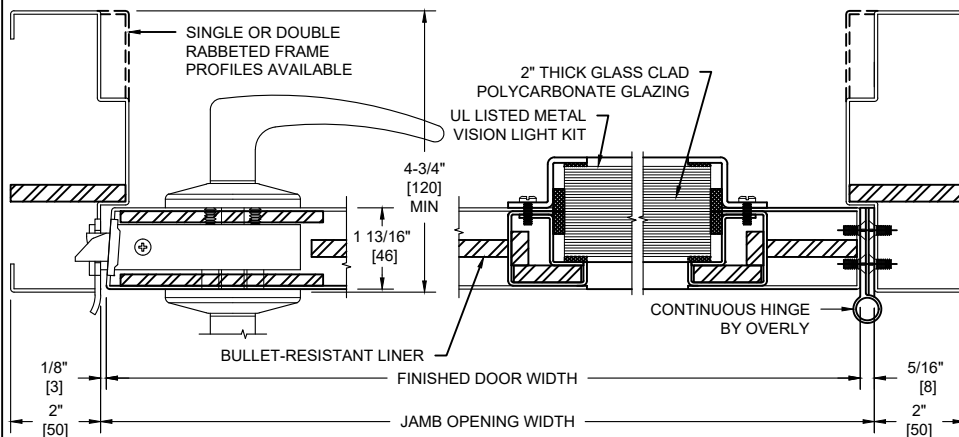 SINGLE OR DOUBLE
RABBETED FRAME
PROFILES AVAILABLE
2" THICK GLASS CLAD
POLYCARBONATE GLAZING
UL LISTED METAL
VISION LIGHT KIT
4-3/4"
[120]
MIN
1 13/16"
[46]
CONTINUOUS HINGE
BY OVERLY
BULLET-RESISTANT LINER
1/8"
[3]
FINISHED DOOR WIDTH
5/16"
[8]
2"
[50]
JAMB OPENING WIDTH
2"
[50]